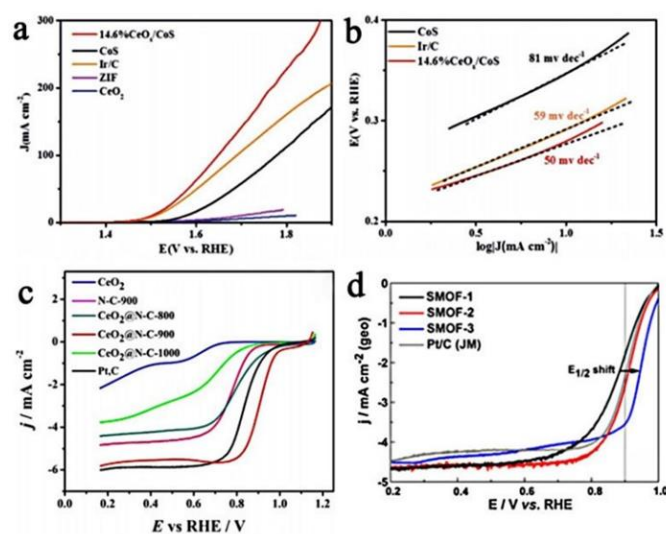 a
300
200
100
0
J(mA cm⁻²)
14.6%CeOₓ/CoS
CoS
Ir/C
ZIF
CeO₂
1.4
1.6
1.8
E(V vs. RHE)
b
0.4
0.3
0.2
E(V vs. RHE)
CoS
Ir/C
14.6%CeOₓ/CoS
81 mv dec⁻¹
59 mv dec⁻¹
50 mv dec⁻¹
0.0
0.5
1.0
1.5
log|J(mA cm⁻²)|
c
2
0
-2
-4
-6
j / mA cm⁻²
CeO₂
N-C-900
CeO₂@N-C-800
CeO₂@N-C-900
CeO₂@N-C-1000
Pt,C
0.0
0.2
0.4
0.6
0.8
1.0
1.2
E vs RHE / V
d
0
-1
-2
-3
-4
-5
j / mA cm⁻² (geo)
SMOF-1
SMOF-2
SMOF-3
Pt/C (JM)
E₁/₂ shift
0.2
0.4
0.6
0.8
1.0
E / V vs. RHE